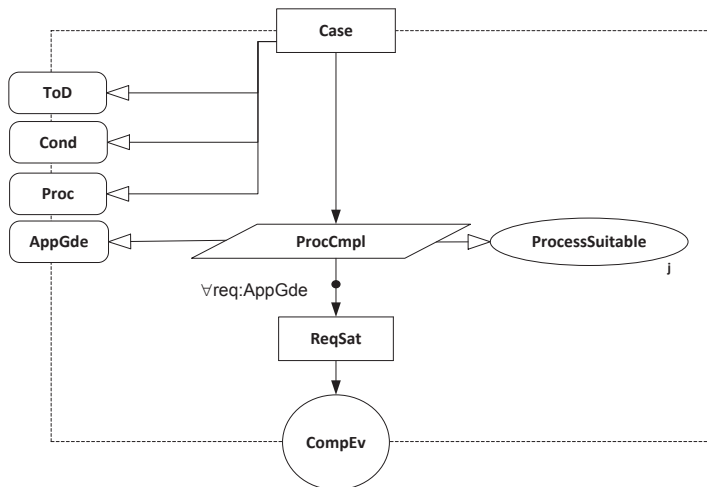 Case
ToD
Cond
Proc
AppGde
ProcCmpl
ProcessSuitable
j
∀req:AppGde
ReqSat
CompEv